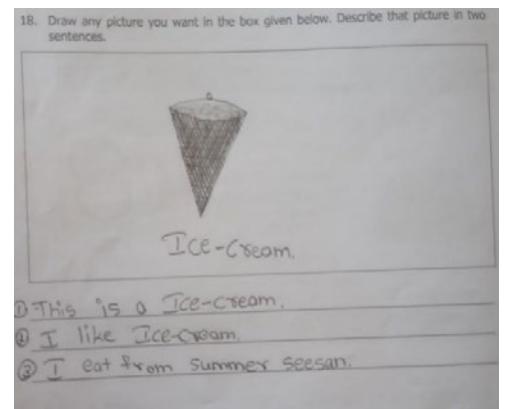 18. Draw any picture you want in the box given below. Describe that picture in two
sentences.
Ice-Cream.
① This is a Ice-cream.
② I like Ice-cream.
③ I eat from summer seesan.